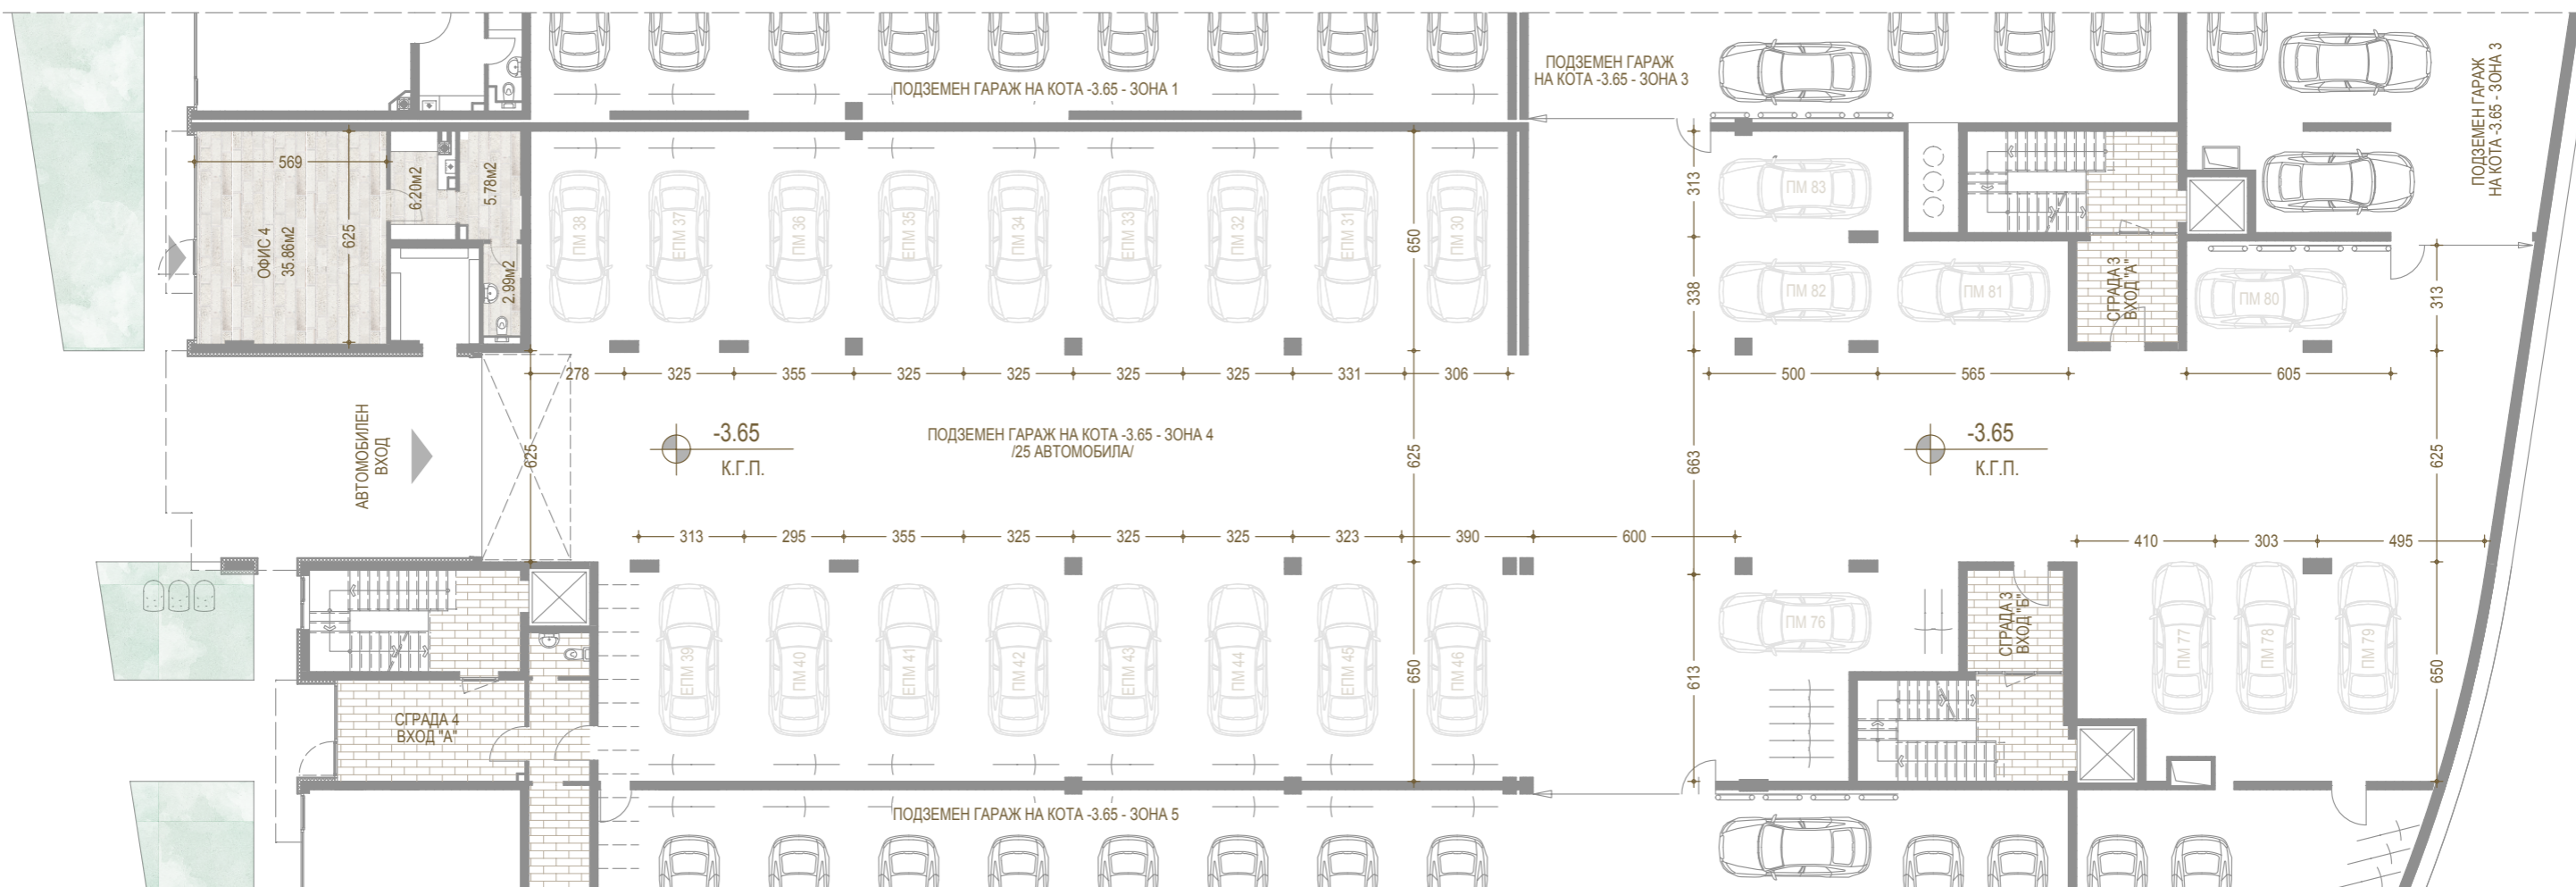 ПОДЗЕМЕН ГАРАЖ НА КОТА -3.65 - ЗОНА 1
ПОДЗЕМЕН ГАРАЖ
НА КОТА -3.65 - ЗОНА 3
ПОДЗЕМЕН ГАРАЖ
НА КОТА -3.65 - ЗОНА 3
569
625
ОФИС 4
35.86м2
6.20м2
5.78м2
2.99м2
ПМ 38
ЕПМ 37
ПМ 36
ЕПМ 35
ПМ 34
ЕПМ 33
ПМ 32
ЕПМ 31
ПМ 30
650
313
338
ПМ 83
ПМ 82
ПМ 81
СГРАДА 3
ВХОД "А"
ПМ 80
313
278
325
355
325
325
325
325
331
306
500
565
605
АВТОМОБИЛЕН
ВХОД
625
-3.65
К.Г.П.
ПОДЗЕМЕН ГАРАЖ НА КОТА -3.65 - ЗОНА 4
/25 АВТОМОБИЛА/
625
663
-3.65
К.Г.П.
625
313
295
355
325
325
325
323
390
600
410
303
495
ЕПМ 39
ПМ 40
ЕПМ 41
ПМ 42
ЕПМ 43
ПМ 44
ЕПМ 45
ПМ 46
650
613
ПМ 76
СГРАДА 3
ВХОД "Б"
ПМ 77
ПМ 78
ПМ 79
650
СГРАДА 4
ВХОД "А"
ПОДЗЕМЕН ГАРАЖ НА КОТА -3.65 - ЗОНА 5